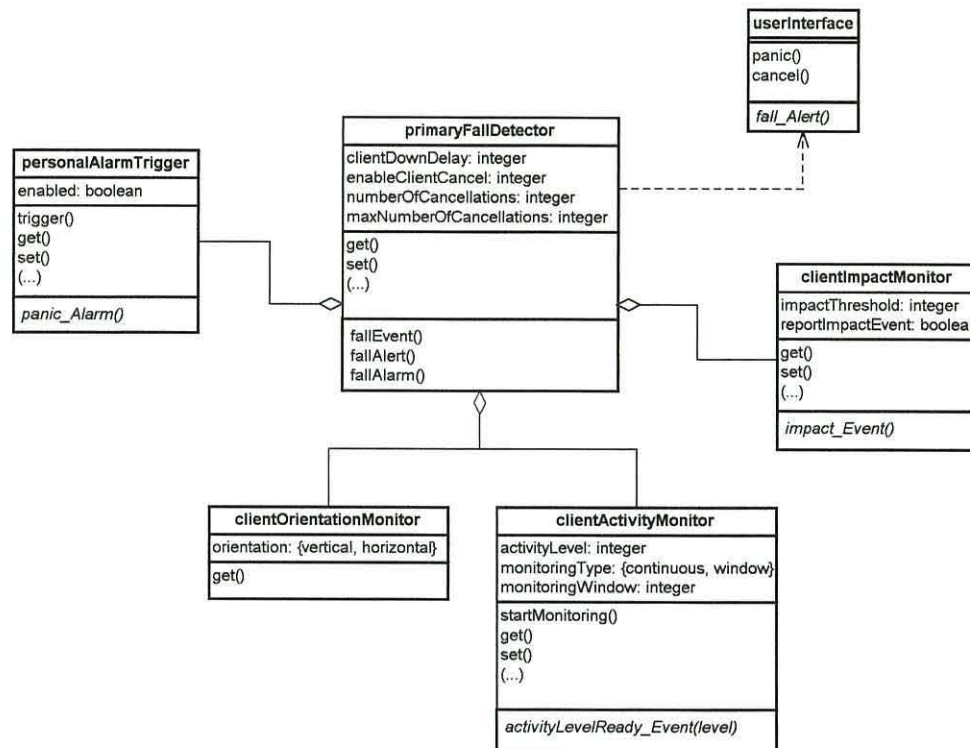 userInterface
panic()
cancel()
fall_Alert()
primaryFallDetector
clientDownDelay: integer
enableClientCancel: integer
numberOfCancellations: integer
maxNumberOfCancellations: integer
get()
set()
(...)
fallEvent()
fallAlert()
fallAlarm()
personalAlarmTrigger
enabled: boolean
trigger()
get()
set()
(...)
panic_Alarm()
clientImpactMonitor
impactThreshold: integer
reportImpactEvent: boolea
get()
set()
(...)
impact_Event()
clientOrientationMonitor
orientation: {vertical, horizontal}
get()
clientActivityMonitor
activityLevel: integer
monitoringType: {continuous, window}
monitoringWindow: integer
startMonitoring()
get()
set()
(...)
activityLevelReady_Event(level)